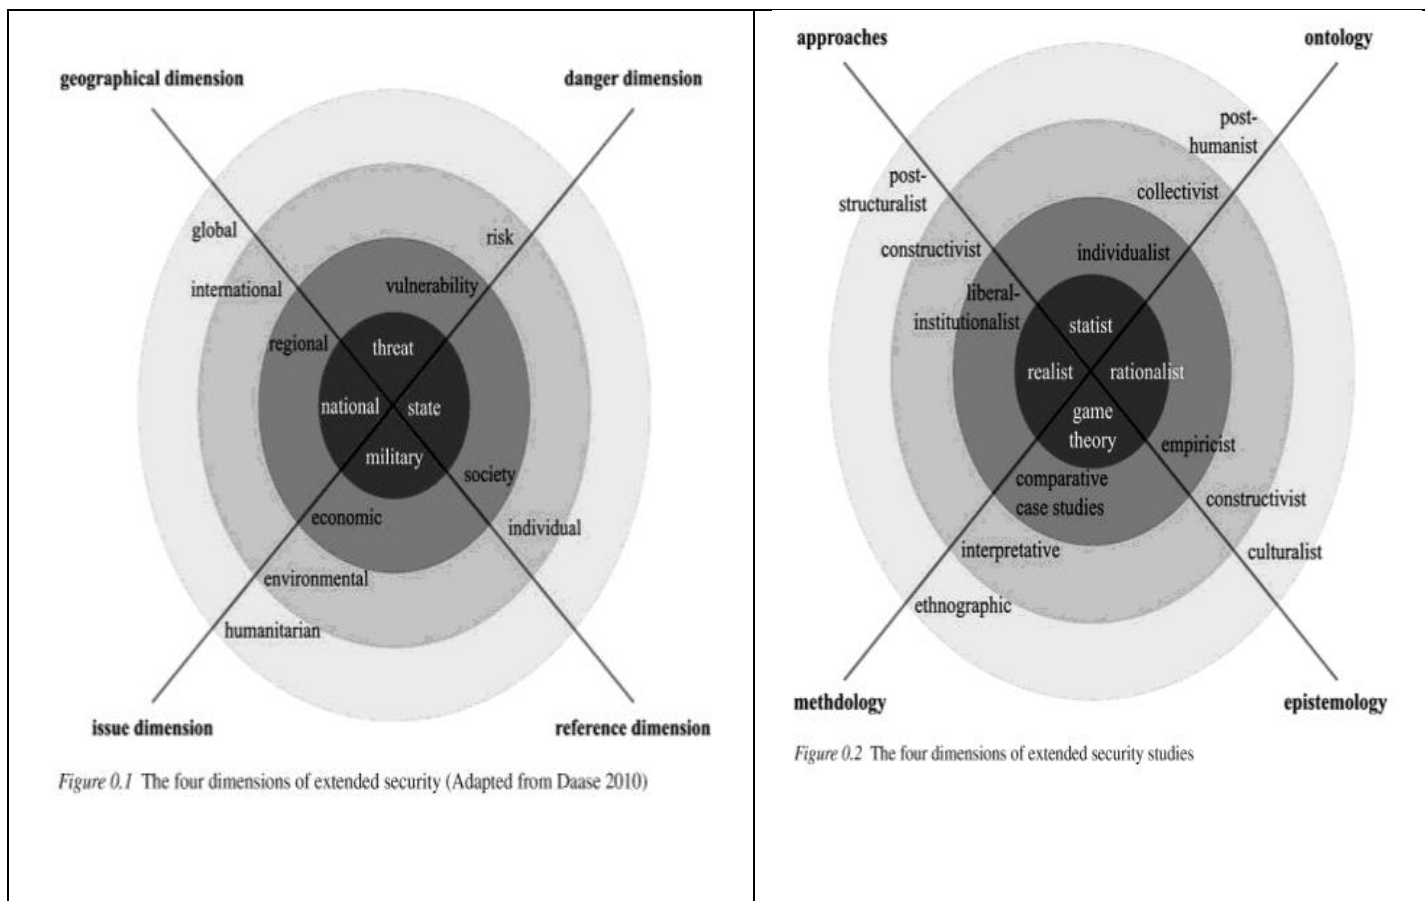 geographical dimension
danger dimension
global
risk
international
vulnerability
regional
threat
national
state
military
society
economic
individual
environmental
humanitarian
issue dimension
reference dimension
Figure 0.1 The four dimensions of extended security (Adapted from Daase 2010)
approaches
ontology
post-
humanist
post-
structuralist
collectivist
constructivist
individualist
liberal-
institutionalist
statist
realist
rationalist
game
theory
empiricist
comparative
case studies
constructivist
interpretative
culturalist
ethnographic
methdology
epistemology
Figure 0.2 The four dimensions of extended security studies